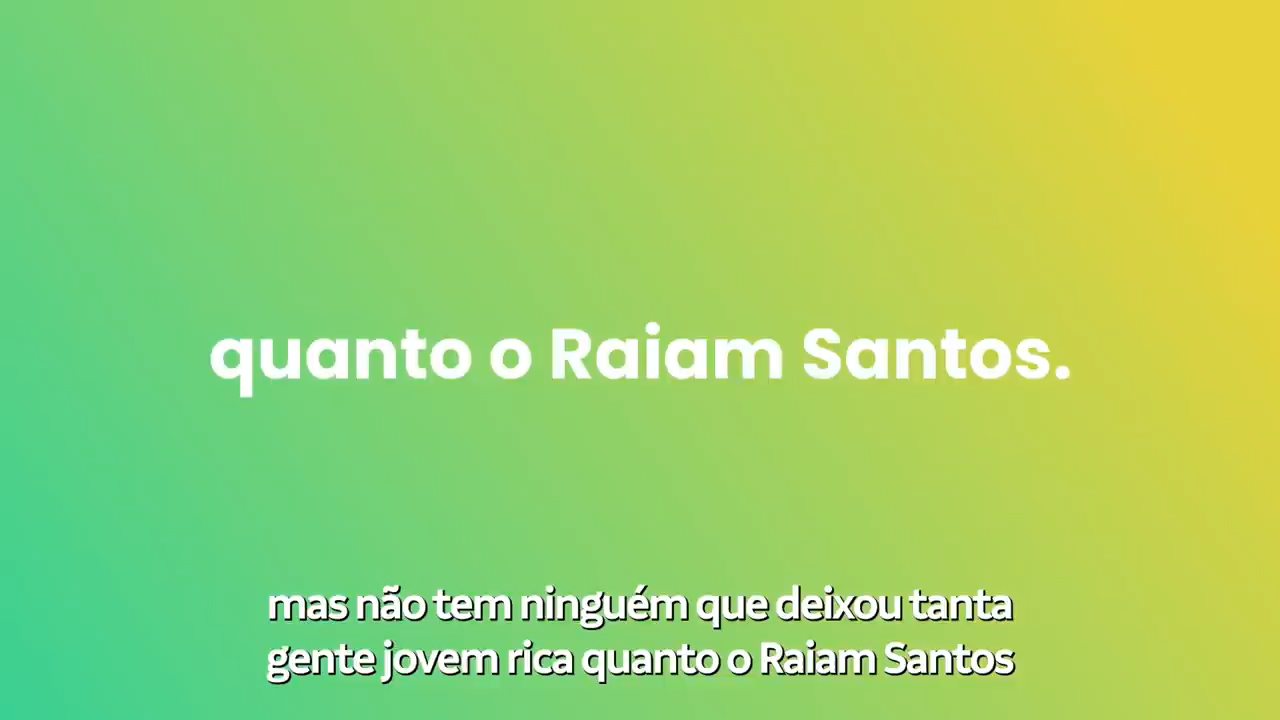 quanto o Raiam Santos.
mas não tem ninguém que deixou tanta
gente jovem rica quanto o Raiam Santos